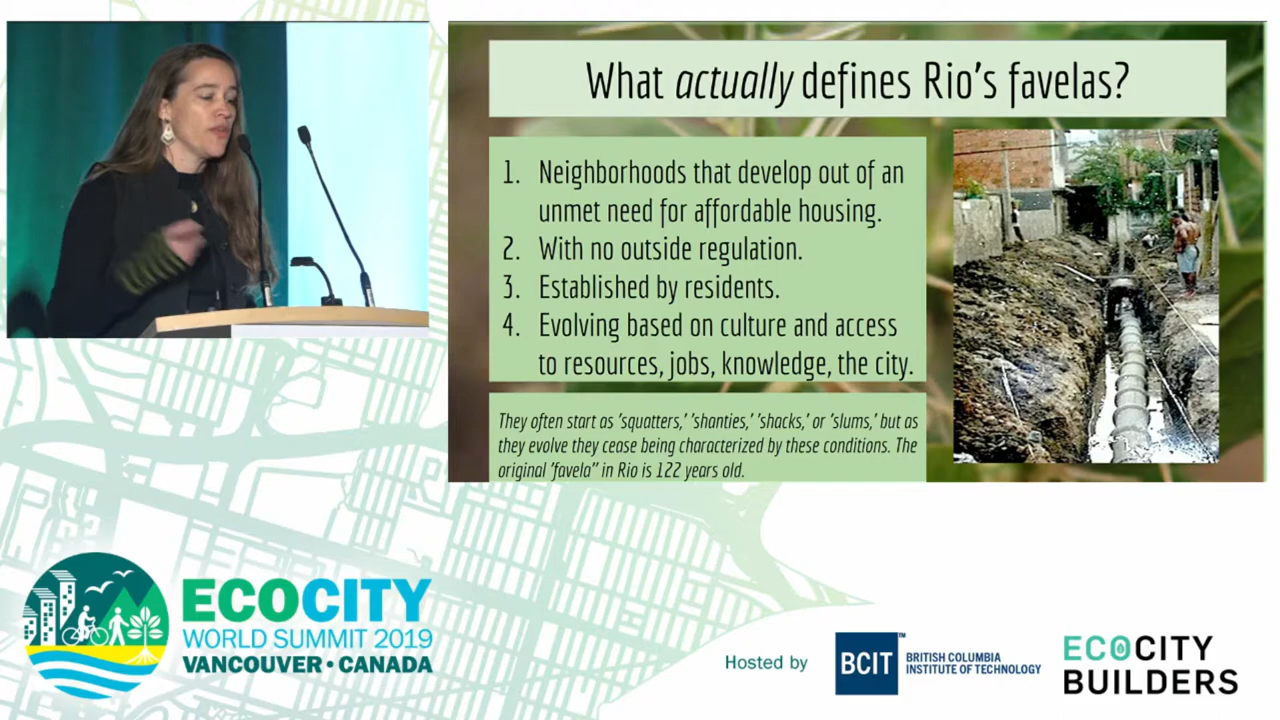 What actually defines Rio's favelas?
1. Neighborhoods that develop out of an
unmet need for affordable housing.
2. With no outside regulation.
3. Established by residents.
4. Evolving based on culture and access
to resources, jobs, knowledge, the city.
They often start as 'squatters,' 'shanties,' 'shacks,' or 'slums,' but as
they evolve they cease being characterized by these conditions. The
original 'favela" in Rio is 122 years old.
ECOCITY
WORLD SUMMIT 2019
VANCOUVER • CANADA
Hosted by
BCIT™
BRITISH COLUMBIA
INSTITUTE OF TECHNOLOGY
ECOCITY
BUILDERS